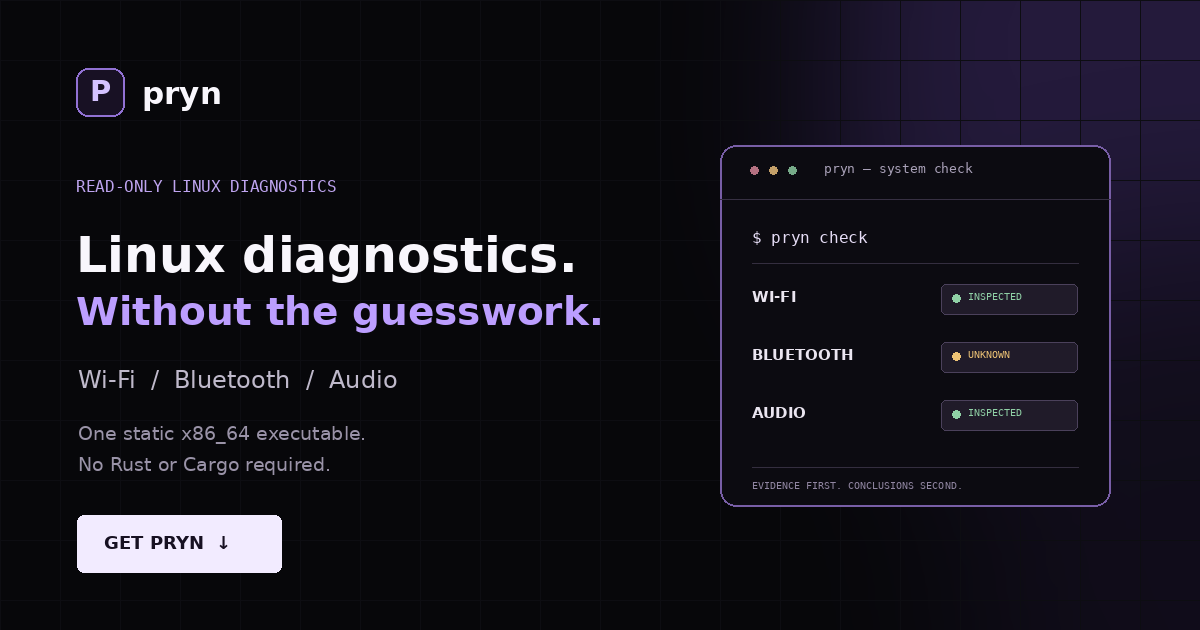 P pryn
READ-ONLY LINUX DIAGNOSTICS
Linux diagnostics.
Without the guesswork.
Wi-Fi / Bluetooth / Audio
One static x86_64 executable.
No Rust or Cargo required.
GET PRYN ↓
pryn — system check
$ pryn check
WI-FI INSPECTED
BLUETOOTH UNKNOWN
AUDIO INSPECTED
EVIDENCE FIRST. CONCLUSIONS SECOND.